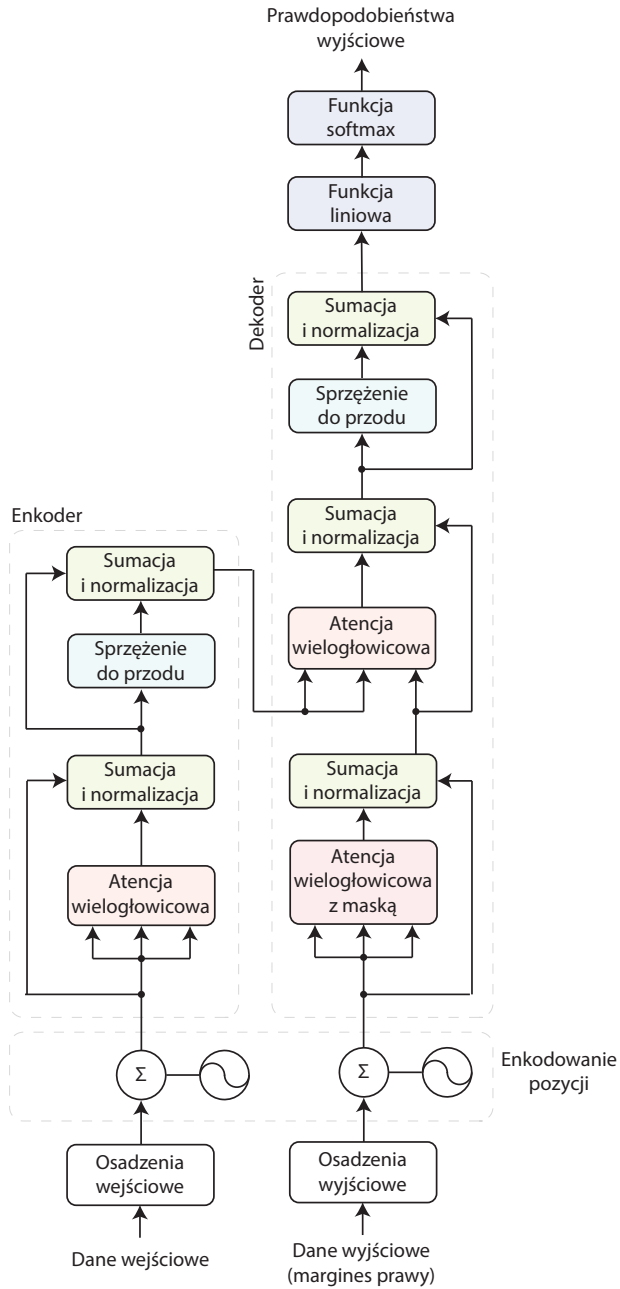 Prawdopodobieństwa
wyjściowe
Funkcja
softmax
Funkcja
liniowa
Dekoder
Sumacja
i normalizacja
Sprzężenie
do przodu
Sumacja
i normalizacja
Atencja
wielogłowicowa
Sumacja
i normalizacja
Atencja
wielogłowicowa
z maską
Enkoder
Sumacja
i normalizacja
Sprzężenie
do przodu
Sumacja
i normalizacja
Atencja
wielogłowicowa
Σ
Σ
Enkodowanie
pozycji
Osadzenia
wejściowe
Osadzenia
wyjściowe
Dane wejściowe
Dane wyjściowe
(margines prawy)